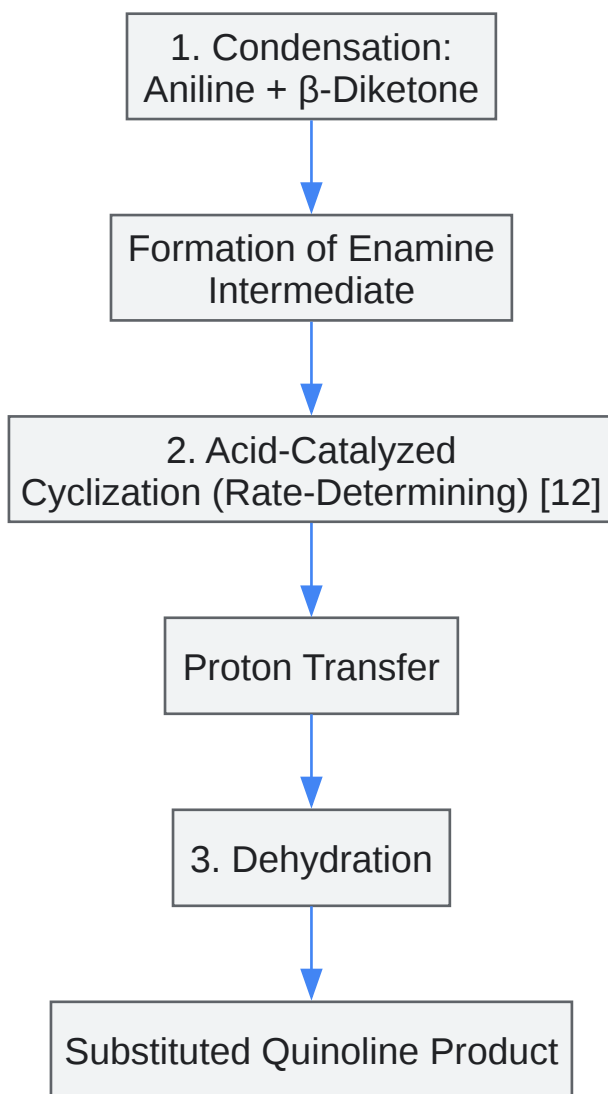 1. Condensation:
Aniline + β-Diketone
Formation of Enamine
Intermediate
2. Acid-Catalyzed
Cyclization (Rate-Determining) [12]
Proton Transfer
3. Dehydration
Substituted Quinoline Product